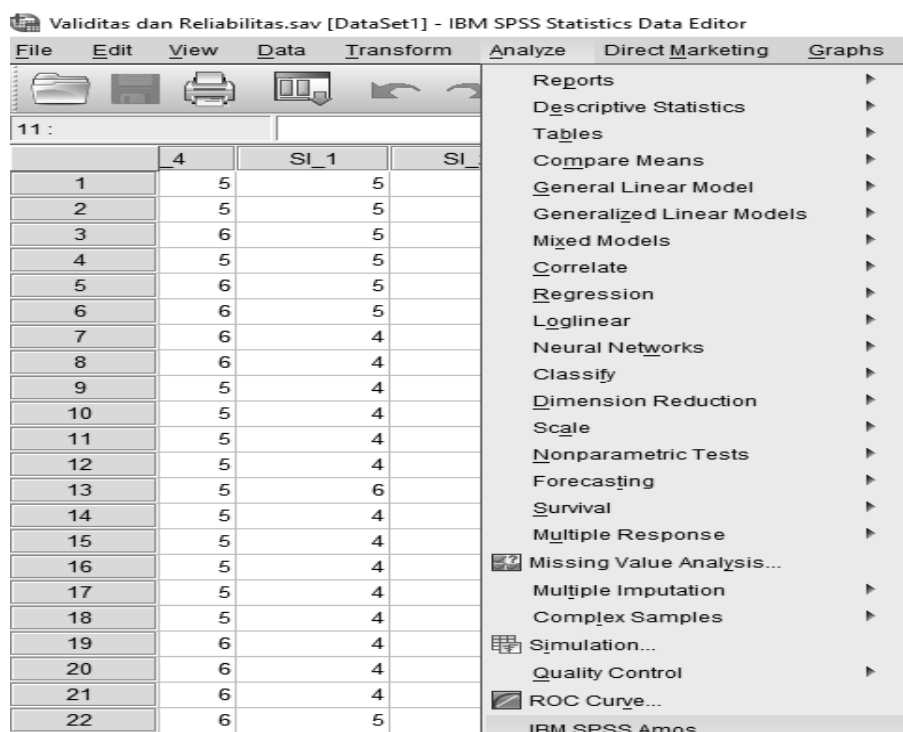 Validitas dan Reliabilitas.sav [DataSet1] - IBM SPSS Statistics Data Editor
File Edit View Data Transform Analyze Direct Marketing Graphs
11 :
_4 SI_1 SI_
1 5 5
2 5 5
3 6 5
4 5 5
5 6 5
6 6 5
7 6 4
8 6 4
9 5 4
10 5 4
11 5 4
12 5 4
13 5 6
14 5 4
15 5 4
16 5 4
17 5 4
18 5 4
19 6 4
20 6 4
21 6 4
22 6 5
Reports
Descriptive Statistics
Tables
Compare Means
General Linear Model
Generalized Linear Models
Mixed Models
Correlate
Regression
Loglinear
Neural Networks
Classify
Dimension Reduction
Scale
Nonparametric Tests
Forecasting
Survival
Multiple Response
Missing Value Analysis...
Multiple Imputation
Complex Samples
Simulation...
Quality Control
ROC Curve...
IBM SPSS Amos